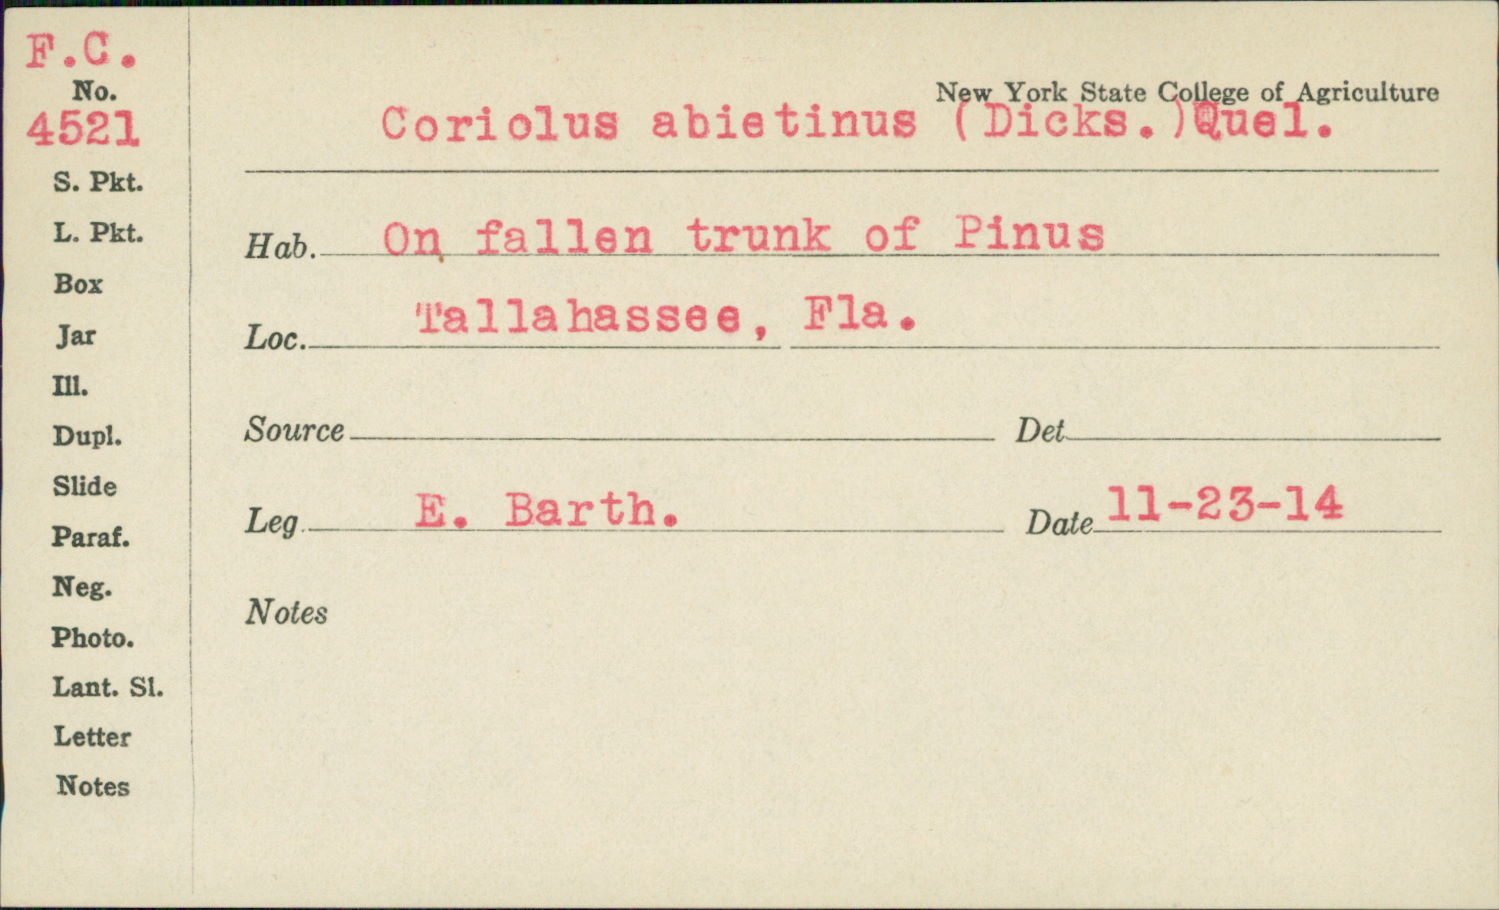 F.C.
No.
4521
S. Pkt.
L. Pkt.
Box
Jar
Ill.
Dupl.
Slide
Paraf.
Neg.
Photo.
Lant. Sl.
Letter
Notes
New York State College of Agriculture
Coriolus abietinus (Dicks.)Quel.
Hab. On fallen trunk of Pinus
Loc. Tallahassee, Fla.
Source Det
Leg. E. Barth. Date 11-23-14
Notes